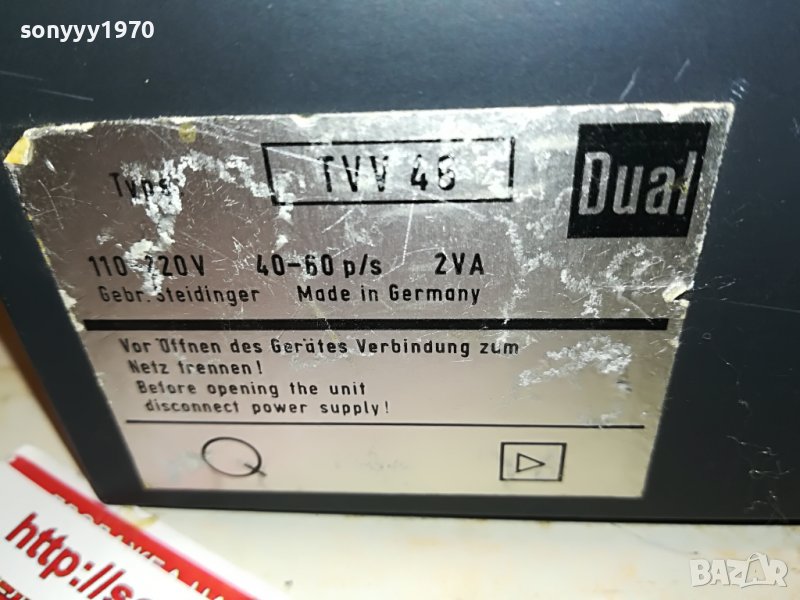 sonyyy1970
Type TVV 46 Dual
110-220V 40-60 p/s 2VA
Gebr. Steidinger Made in Germany
Vor Öffnen des Gerätes Verbindung zum
Netz trennen!
Before opening the unit
disconnect power supply!
http://s
BAZAR